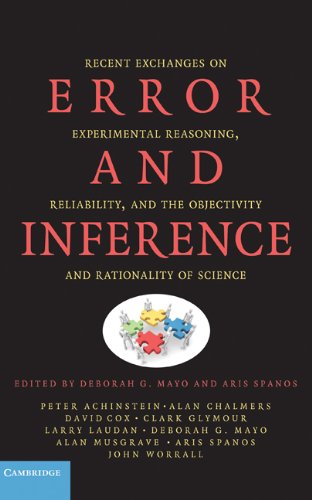 RECENT EXCHANGES ON
ERROR
EXPERIMENTAL REASONING,
AND
RELIABILITY, AND THE OBJECTIVITY
INFERENCE
AND RATIONALITY OF SCIENCE
EDITED BY DEBORAH G. MAYO AND ARIS SPANOS
PETER ACHINSTEIN · ALAN CHALMERS
DAVID COX · CLARK GLYMOUR
LARRY LAUDAN · DEBORAH G. MAYO
ALAN MUSGRAVE · ARIS SPANOS
JOHN WORRALL
CAMBRIDGE